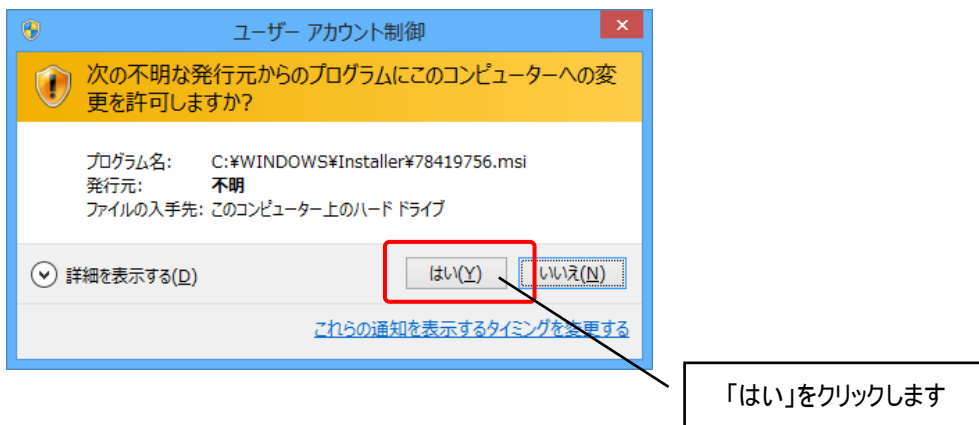 ユーザー アカウント制御
次の不明な発行元からのプログラムにこのコンピューターへの変
更を許可しますか?
プログラム名: C:¥WINDOWS¥Installer¥78419756.msi
発行元: 不明
ファイルの入手先: このコンピューター上のハード ドライブ
詳細を表示する(D) はい(Y) いいえ(N)
これらの通知を表示するタイミングを変更する
「はい」をクリックします